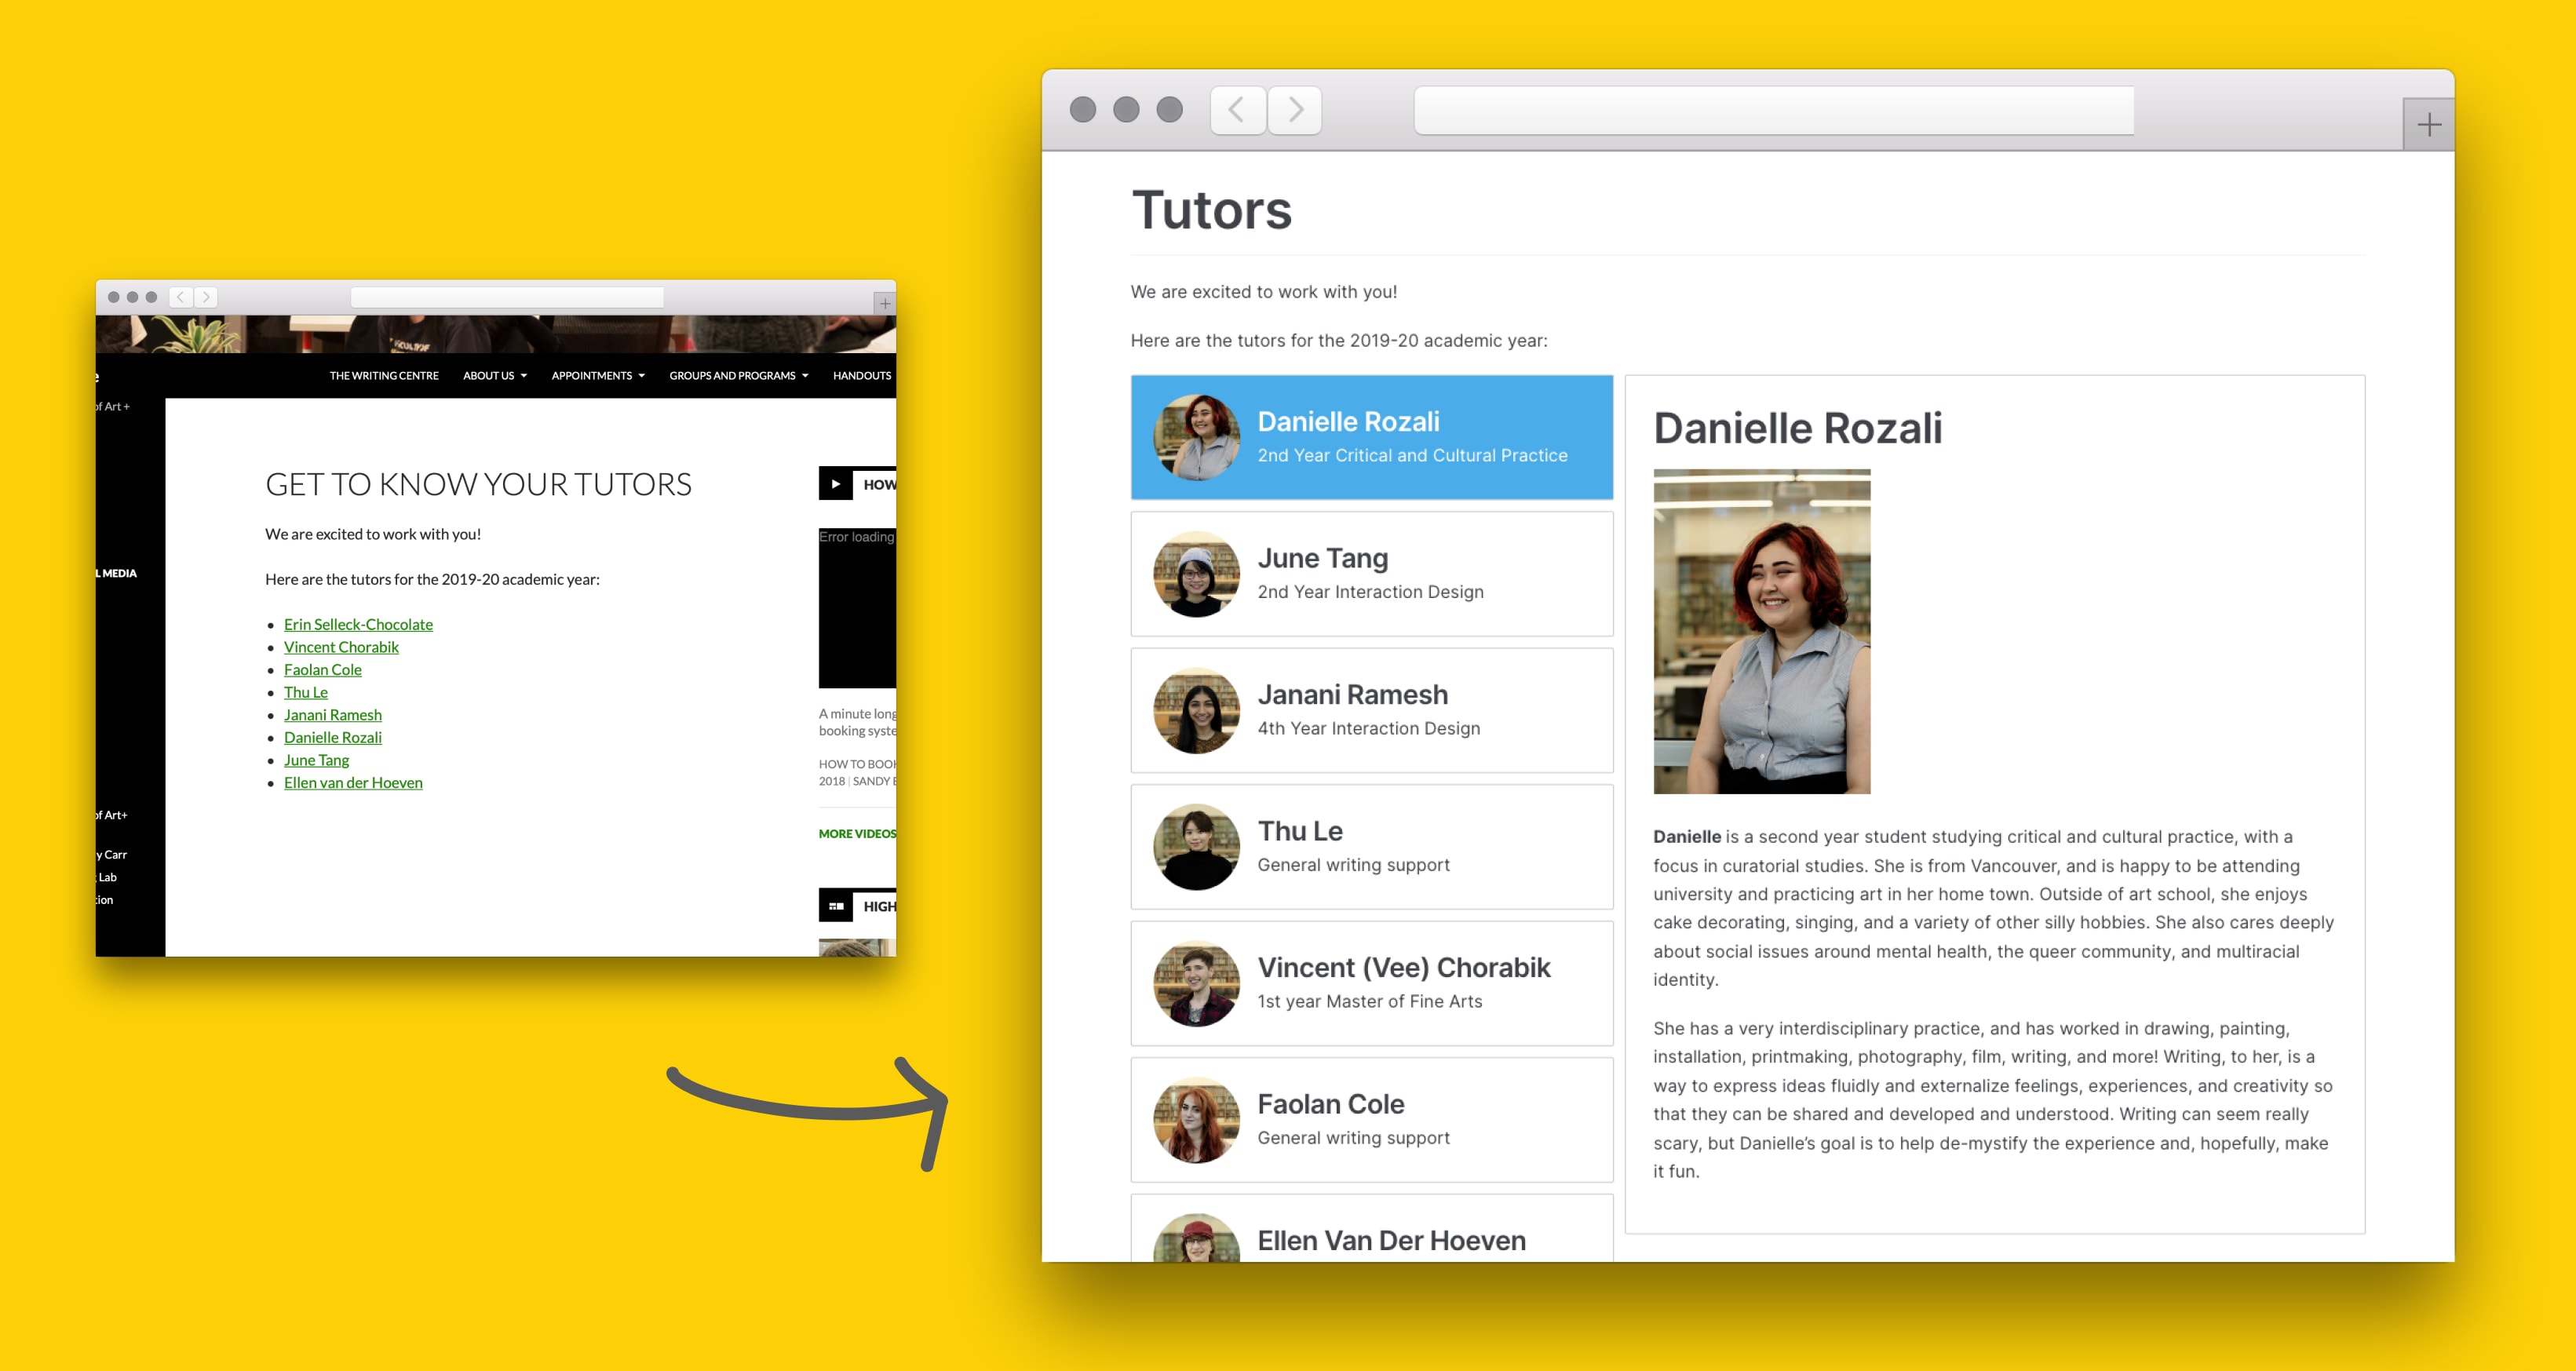 THE WRITING CENTRE ABOUT US APPOINTMENTS GROUPS AND PROGRAMS HANDOUTS
of Art +
L MEDIA
of Art+
y Carr
Lab
GET TO KNOW YOUR TUTORS
We are excited to work with you!
Here are the tutors for the 2019-20 academic year:
Erin Selleck-Chocolate
Vincent Chorabik
Faolan Cole
Thu Le
Janani Ramesh
Danielle Rozali
June Tang
Ellen van der Hoeven
HOW
Error loading
A minute long
booking syste
HOW TO BOO
2018 | SANDY
MORE VIDEOS
HIGH
Tutors
We are excited to work with you!
Here are the tutors for the 2019-20 academic year:
Danielle Rozali
2nd Year Critical and Cultural Practice
June Tang
2nd Year Interaction Design
Janani Ramesh
4th Year Interaction Design
Thu Le
General writing support
Vincent (Vee) Chorabik
1st year Master of Fine Arts
Faolan Cole
General writing support
Ellen Van Der Hoeven
Danielle Rozali
Danielle is a second year student studying critical and cultural practice, with a
focus in curatorial studies. She is from Vancouver, and is happy to be attending
university and practicing art in her home town. Outside of art school, she enjoys
cake decorating, singing, and a variety of other silly hobbies. She also cares deeply
about social issues around mental health, the queer community, and multiracial
identity.
She has a very interdisciplinary practice, and has worked in drawing, painting,
installation, printmaking, photography, film, writing, and more! Writing, to her, is a
way to express ideas fluidly and externalize feelings, experiences, and creativity so
that they can be shared and developed and understood. Writing can seem really
scary, but Danielle's goal is to help de-mystify the experience and, hopefully, make
it fun.